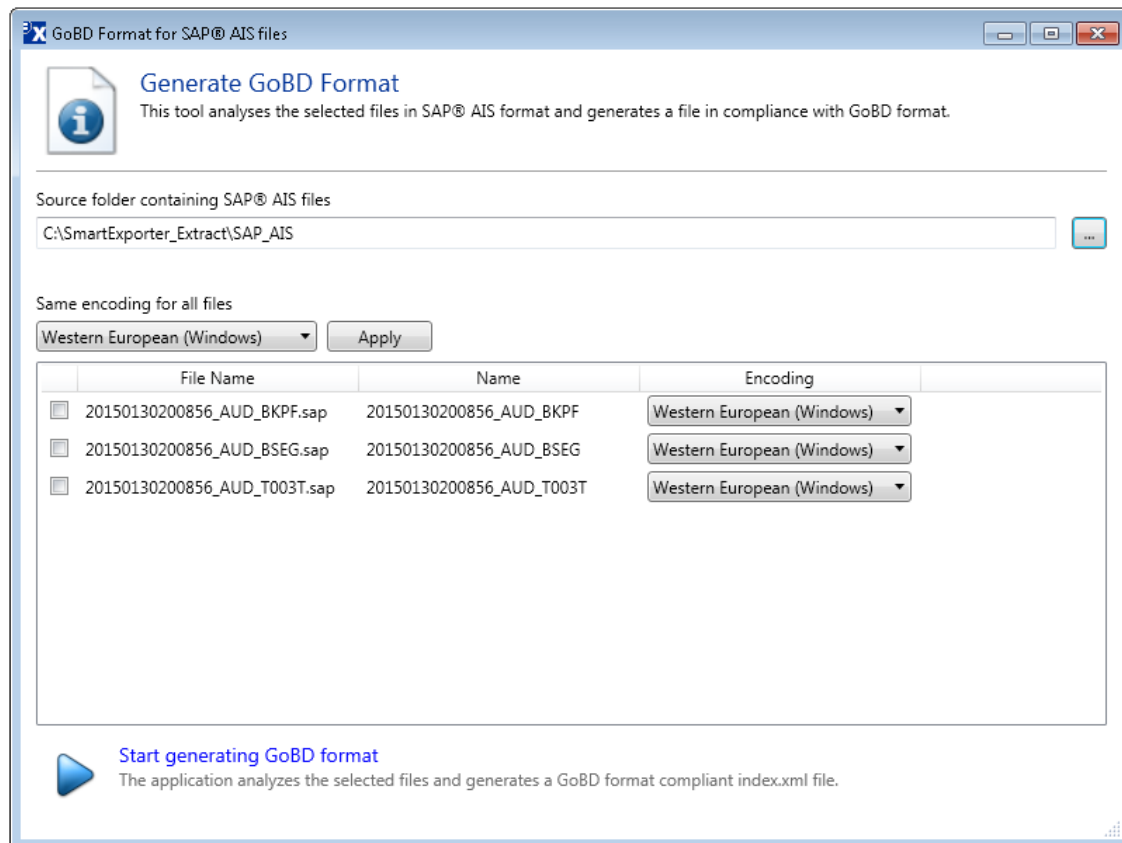 GoBD Format for SAP® AIS files
Generate GoBD Format
This tool analyses the selected files in SAP® AIS format and generates a file in compliance with GoBD format.
Source folder containing SAP® AIS files
C:\SmartExporter_Extract\SAP_AIS
...
Same encoding for all files
Western European (Windows)
Apply
File Name Name Encoding
20150130200856_AUD_BKPF.sap 20150130200856_AUD_BKPF Western European (Windows)
20150130200856_AUD_BSEG.sap 20150130200856_AUD_BSEG Western European (Windows)
20150130200856_AUD_T003T.sap 20150130200856_AUD_T003T Western European (Windows)
Start generating GoBD format
The application analyzes the selected files and generates a GoBD format compliant index.xml file.